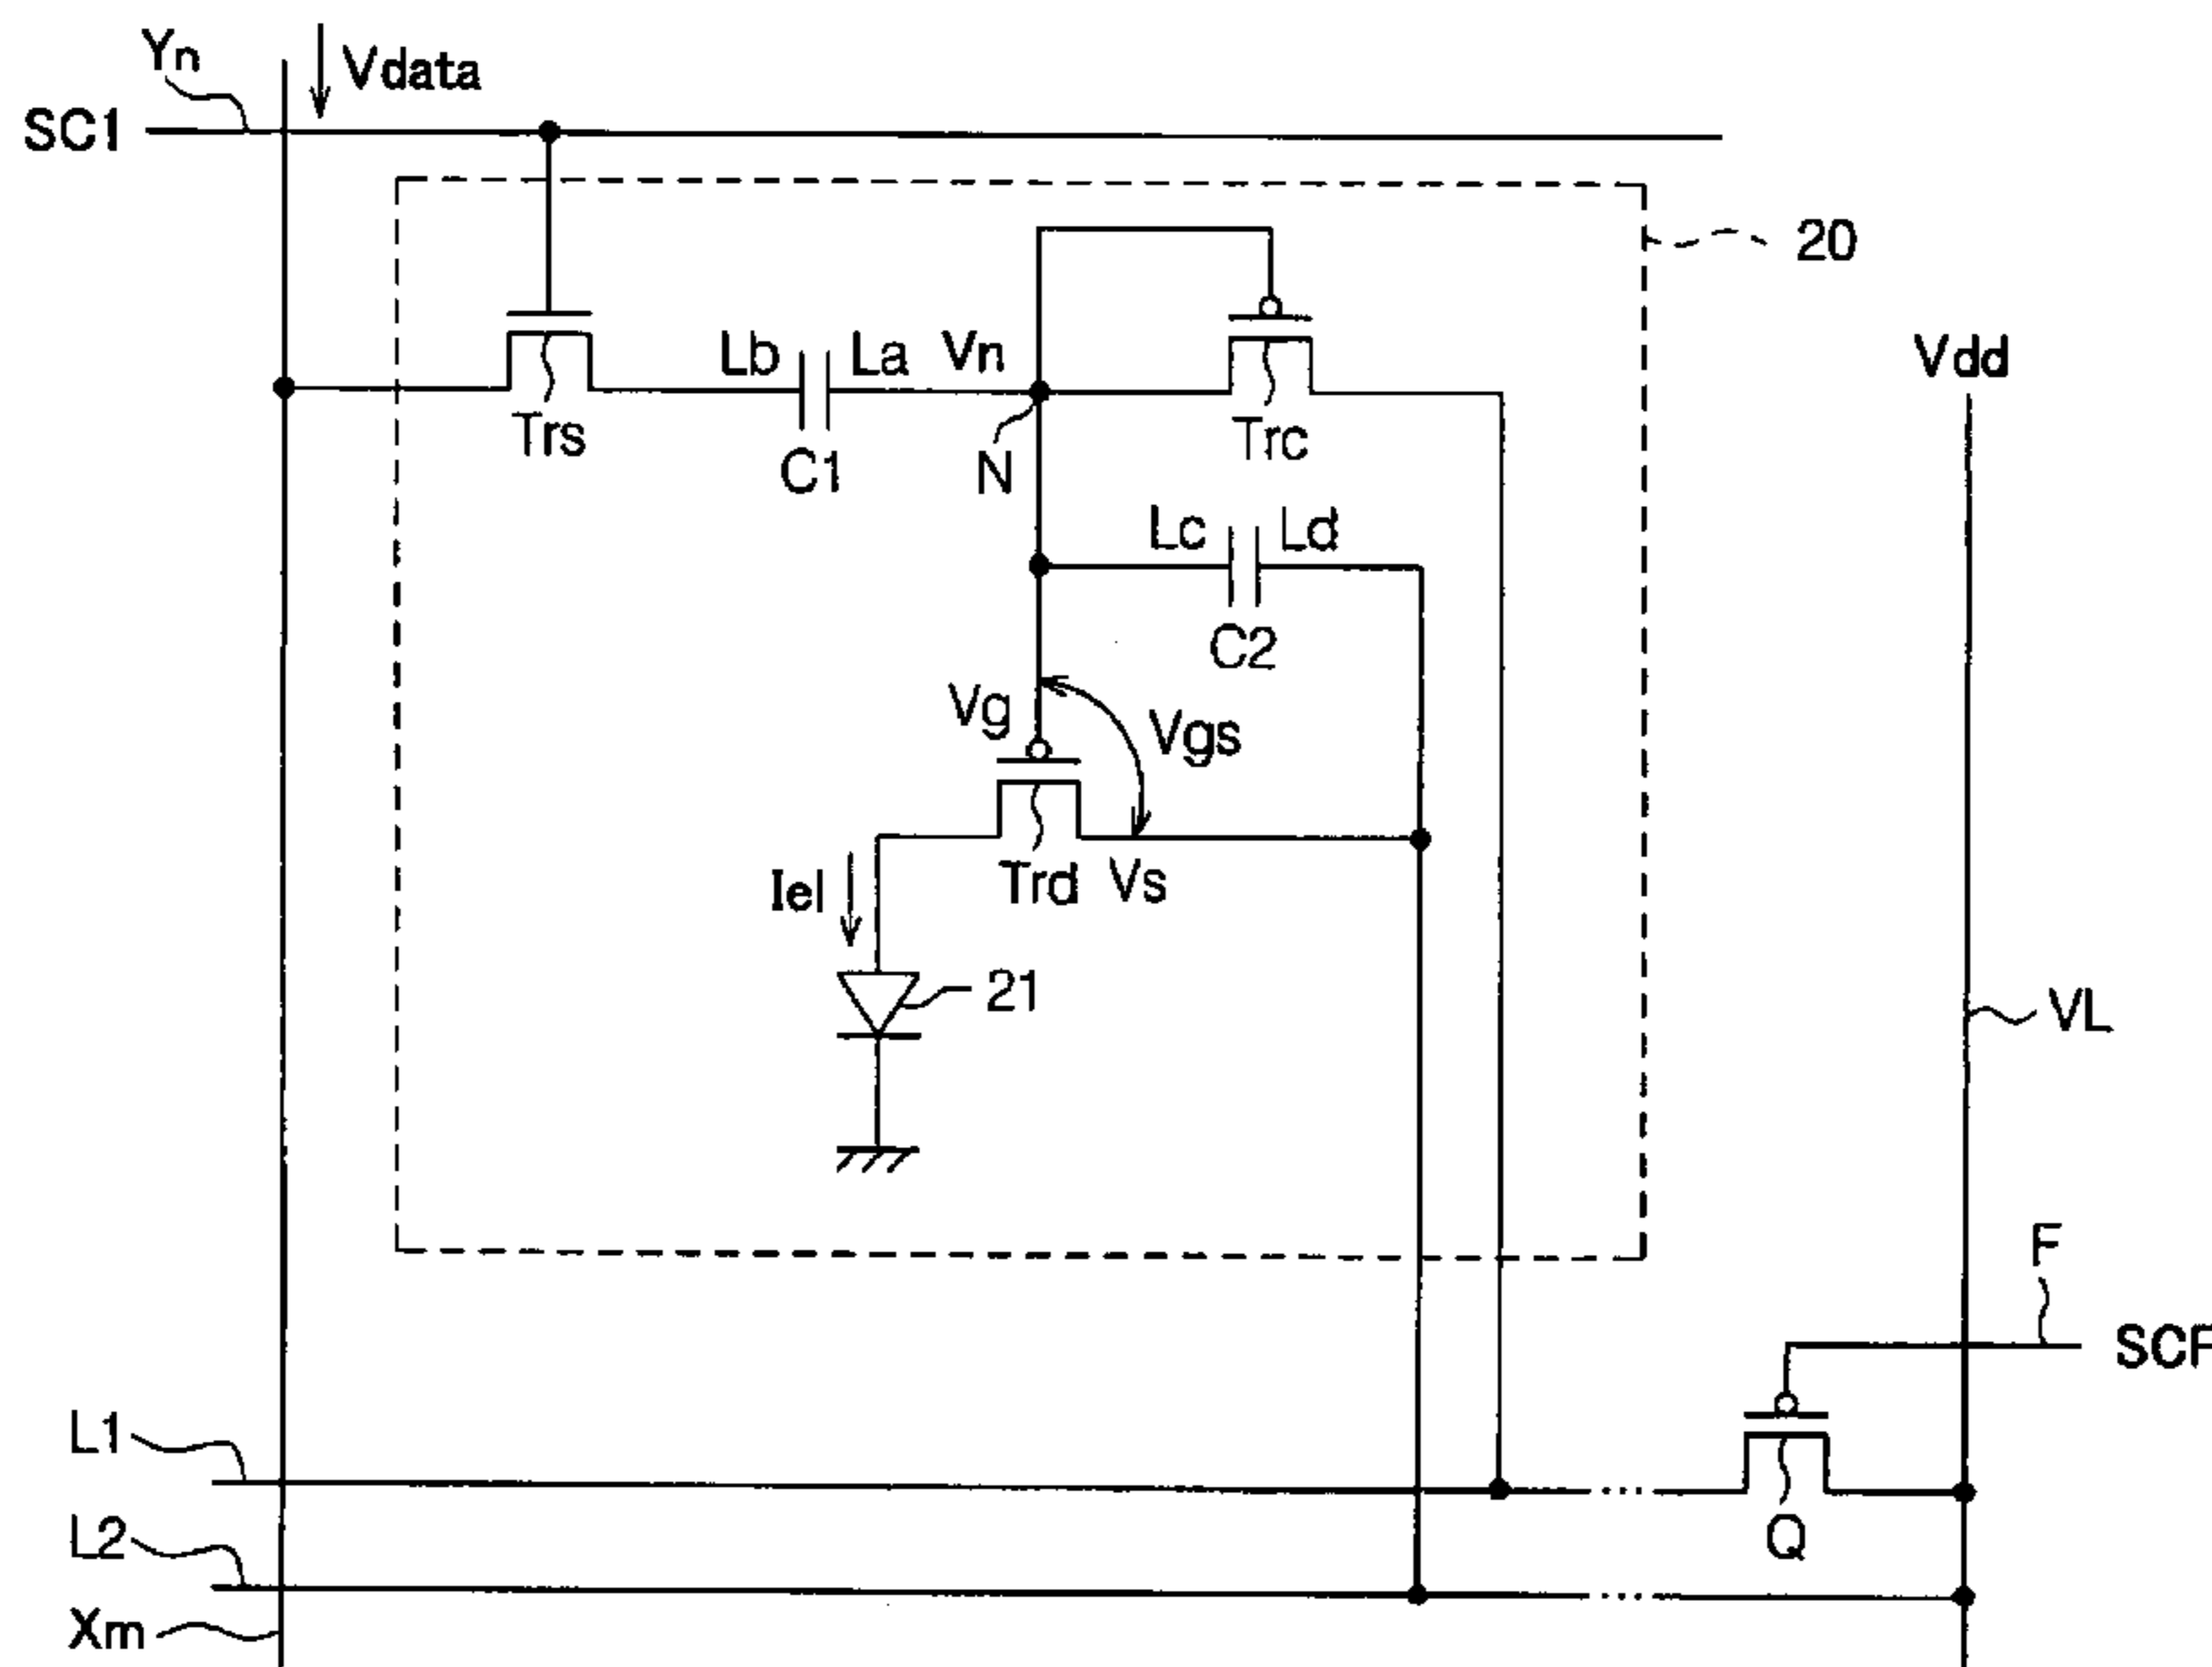 Yn
Vdata
SC1
20
Lb
La
Vn
Vdd
Trs
Trc
C1
N
Lc
Ld
C2
Vg
Vgs
Trd
Vs
Iel
21
VL
F
SCF
L1
Q
L2
Xm